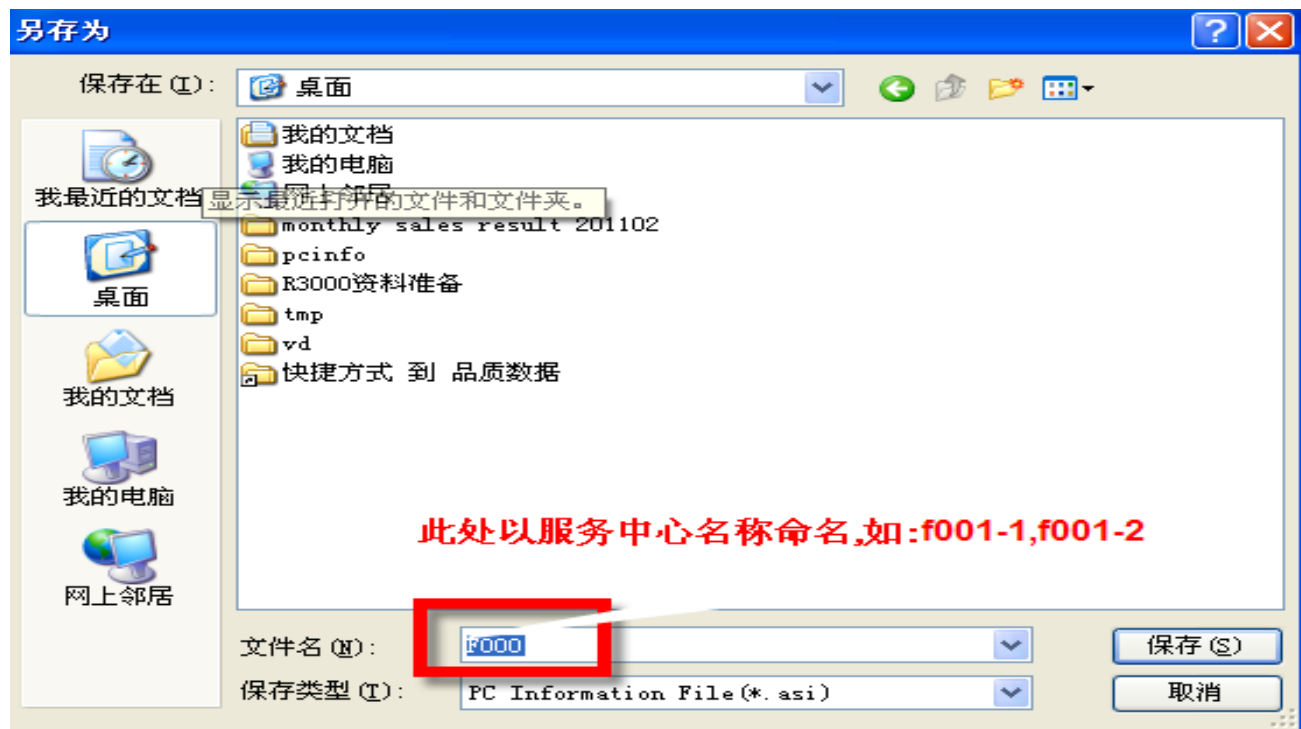 另存为
保存在(I):
桌面
我最近的文档
桌面
我的文档
我的电脑
网上邻居
我的文档
我的电脑
网上邻居
显示最近打开的文件和文件夹。
monthly sales result 201102
pcinfo
R3000资料准备
tmp
vd
快捷方式 到 品质数据
此处以服务中心名称命名,如:f001-1,f001-2
文件名(N):
F000
保存(S)
保存类型(T):
PC Information File(*.asi)
取消